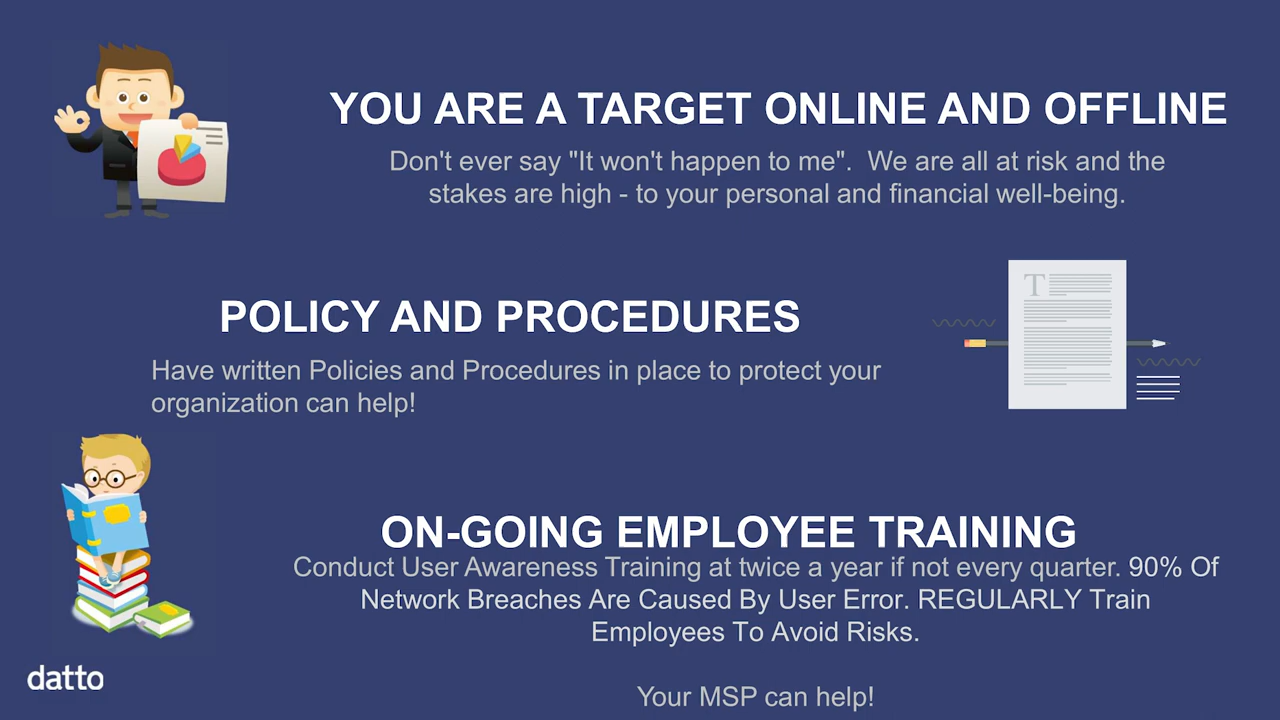 YOU ARE A TARGET ONLINE AND OFFLINE
Don't ever say "It won't happen to me".  We are all at risk and the
stakes are high - to your personal and financial well-being.
POLICY AND PROCEDURES
Have written Policies and Procedures in place to protect your
organization can help!
T
ON-GOING EMPLOYEE TRAINING
Conduct User Awareness Training at twice a year if not every quarter. 90% Of
Network Breaches Are Caused By User Error. REGULARLY Train
Employees To Avoid Risks.
datto
Your MSP can help!